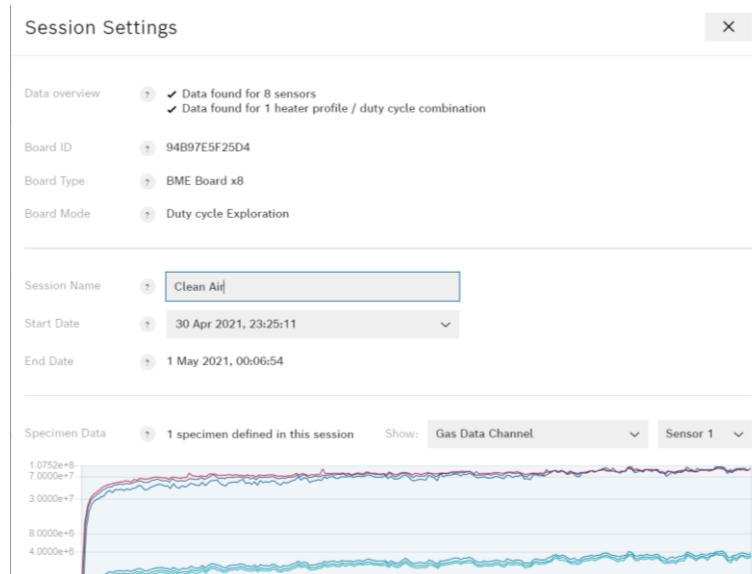 Session Settings
Data overview ? ✔ Data found for 8 sensors
✔ Data found for 1 heater profile / duty cycle combination
Board ID ? 94B97E5F25D4
Board Type ? BME Board x8
Board Mode ? Duty cycle Exploration
Session Name ? Clean Air
Start Date ? 30 Apr 2021, 23:25:11
End Date ? 1 May 2021, 00:06:54
Specimen Data ? 1 specimen defined in this session Show: Gas Data Channel Sensor 1
1.0752e+8
7.0000e+7
3.0000e+7
8.0000e+6
4.0000e+6